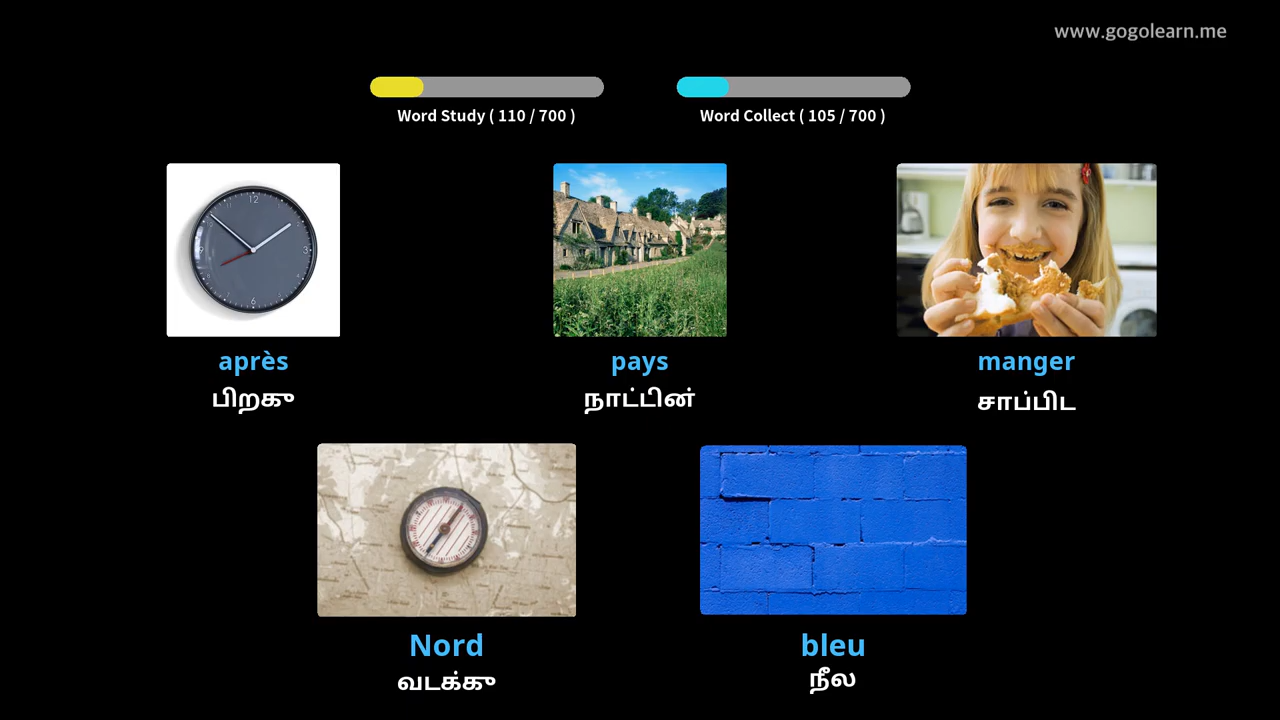 www.gogolearn.me
Word Study ( 110 / 700 )
Word Collect ( 105 / 700 )
après
pays
manger
பிறகு
நாட்டின்
சாப்பிட
Nord
bleu
வடக்கு
நீல